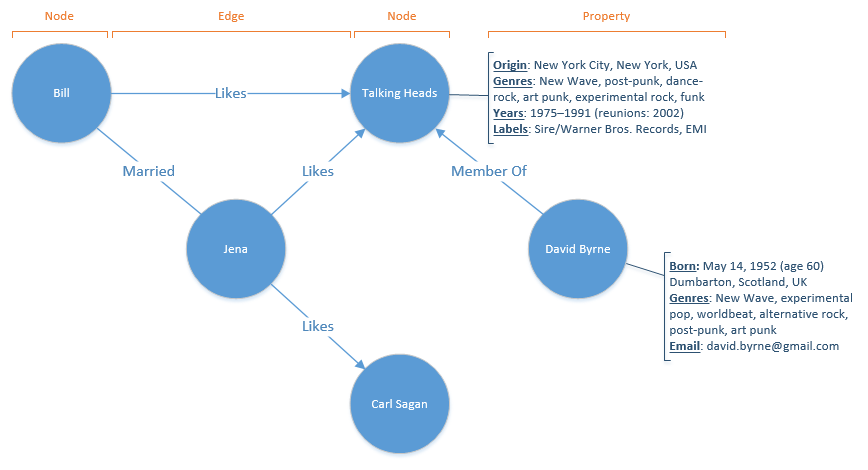 Node
Edge
Node
Property
Bill
Likes
Talking Heads
Origin: New York City, New York, USA
Genres: New Wave, post-punk, dance-
rock, art punk, experimental rock, funk
Years: 1975–1991 (reunions: 2002)
Labels: Sire/Warner Bros. Records, EMI
Married
Likes
Member Of
Jena
David Byrne
Born: May 14, 1952 (age 60)
Dumbarton, Scotland, UK
Genres: New Wave, experimental
pop, worldbeat, alternative rock,
post-punk, art punk
Email: david.byrne@gmail.com
Likes
Carl Sagan